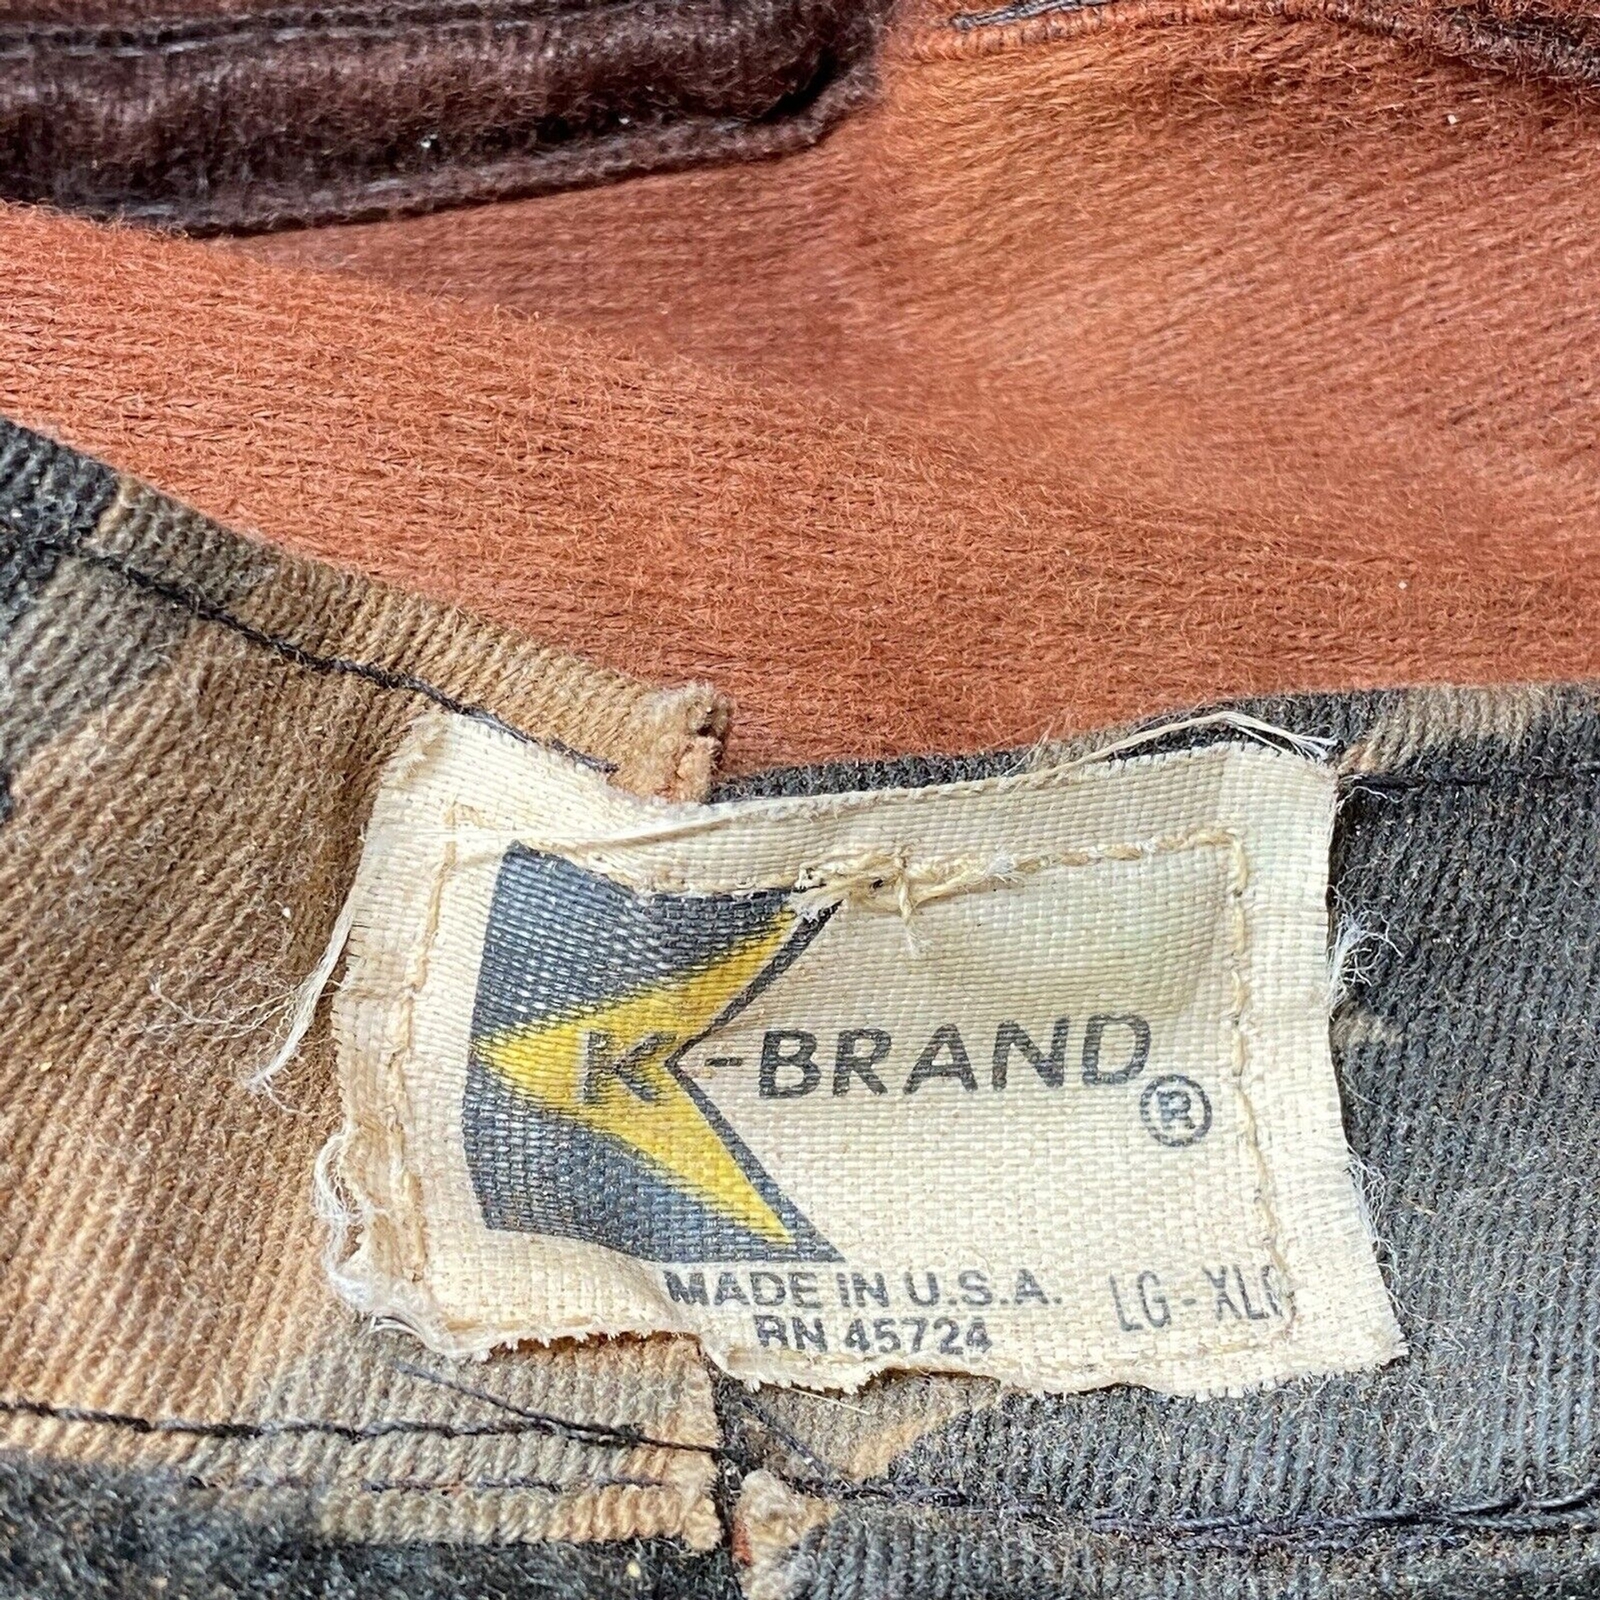 K-BRAND®
MADE IN U.S.A. LG-XLG
RN 45724